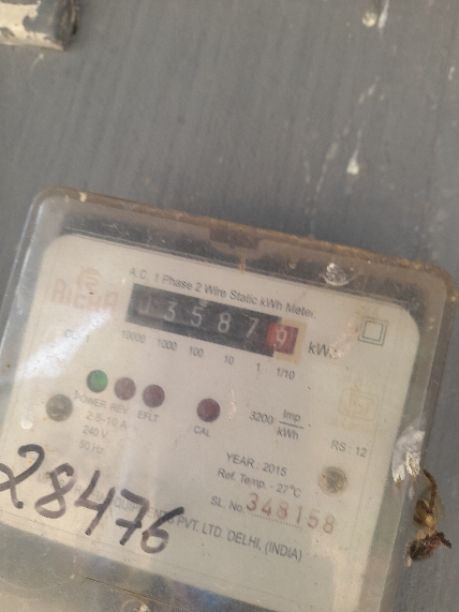 A.C. 1 Phase 2 Wire Static kWh Meter.
135879
kWh
10000 1000 100 10 1 1/10
POWER REV EFLT CAL
3200 Imp/kWh
2.5-10 A
240 V
50 Hz
RS : 12
YEAR : 2015
Ref. Temp. - 27°C
SL. No. 348158
28476
PVT. LTD. DELHI, (INDIA)